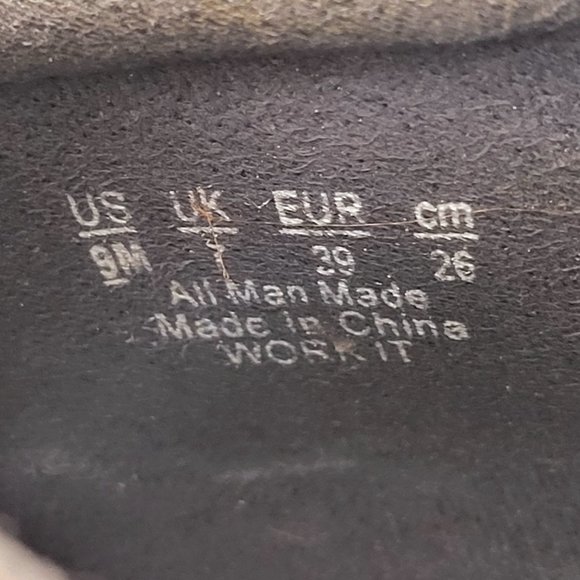 US UK EUR cm
9M 7 39 26
All Man Made
Made in China
WORK IT